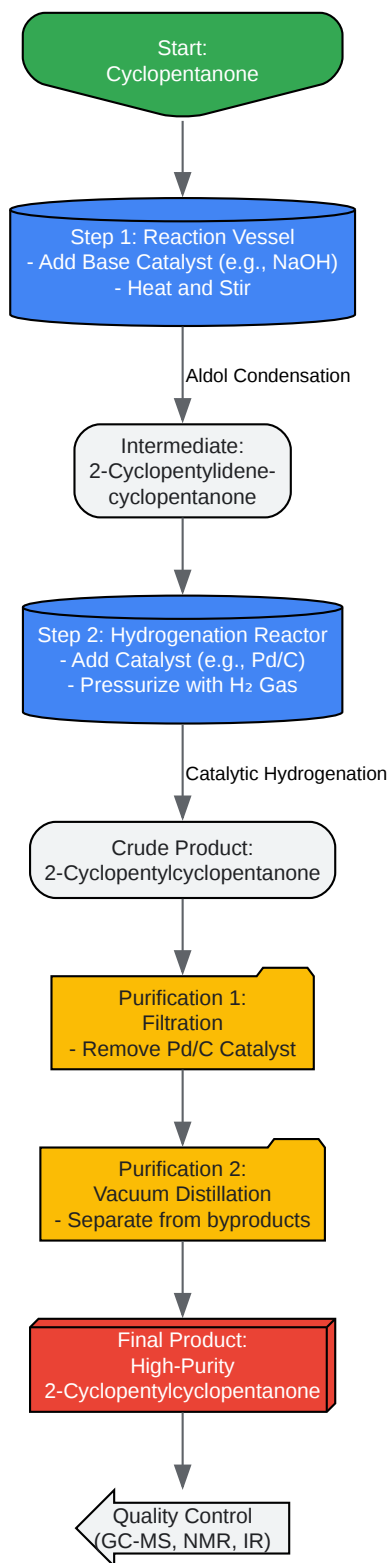 Start:
Cyclopentanone
Step 1: Reaction Vessel
- Add Base Catalyst (e.g., NaOH)
- Heat and Stir
Aldol Condensation
Intermediate:
2-Cyclopentylidene-
cyclopentanone
Step 2: Hydrogenation Reactor
- Add Catalyst (e.g., Pd/C)
- Pressurize with H₂ Gas
Catalytic Hydrogenation
Crude Product:
2-Cyclopentylcyclopentanone
Purification 1:
Filtration
- Remove Pd/C Catalyst
Purification 2:
Vacuum Distillation
- Separate from byproducts
Final Product:
High-Purity
2-Cyclopentylcyclopentanone
Quality Control
(GC-MS, NMR, IR)